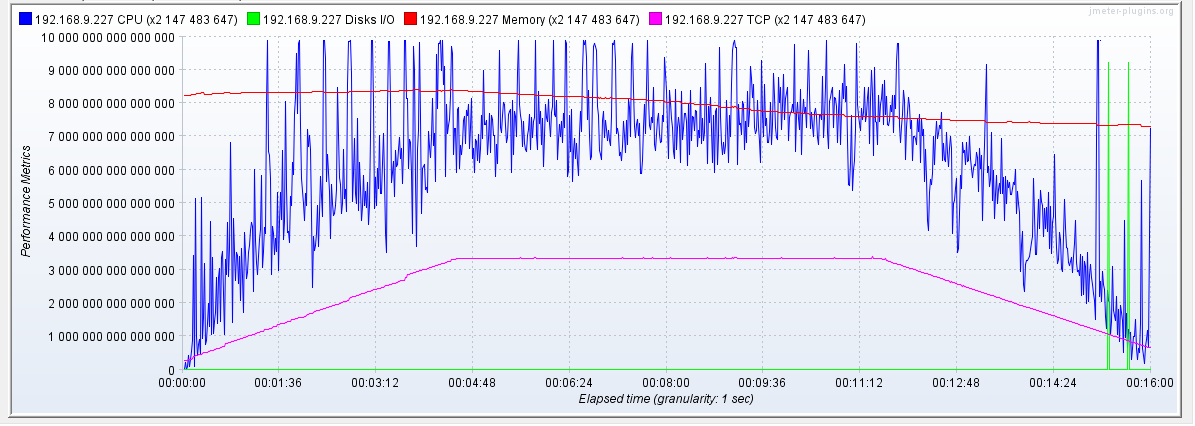 192.168.9.227 CPU (x2 147 483 647) 192.168.9.227 Disks I/O 192.168.9.227 Memory (x2 147 483 647) 192.168.9.227 TCP (x2 147 483 647)
jmeter-plugins.org
10 000 000 000 000 000
9 000 000 000 000 000
8 000 000 000 000 000
7 000 000 000 000 000
6 000 000 000 000 000
5 000 000 000 000 000
4 000 000 000 000 000
3 000 000 000 000 000
2 000 000 000 000 000
1 000 000 000 000 000
0
Performance Metrics
00:00:00 00:01:36 00:03:12 00:04:48 00:06:24 00:08:00 00:09:36 00:11:12 00:12:48 00:14:24 00:16:00
Elapsed time (granularity: 1 sec)